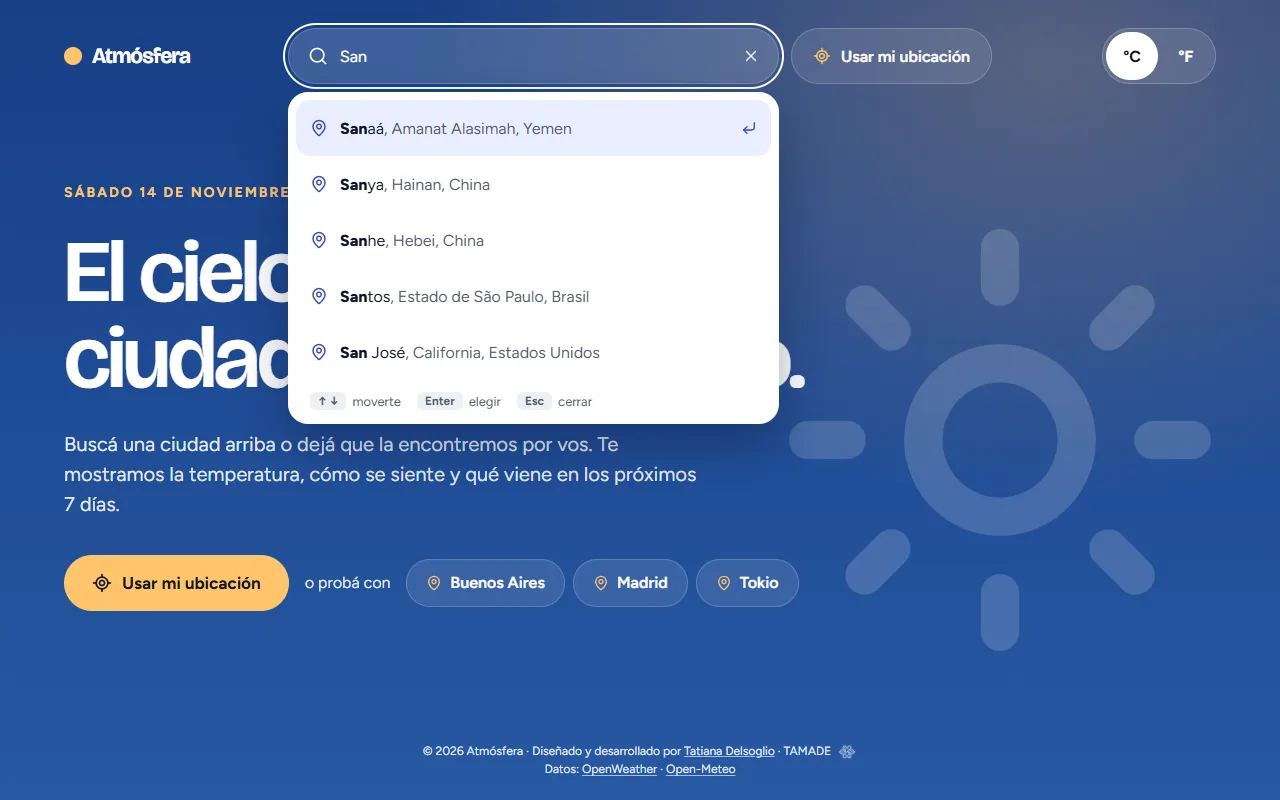 Atmósfera
San
Usar mi ubicación
°C
°F
Sanaá, Amanat Alasimah, Yemen
Sanya, Hainan, China
Sanhe, Hebei, China
Santos, Estado de São Paulo, Brasil
San José, California, Estados Unidos
↑ ↓ moverte Enter elegir Esc cerrar
SÁBADO 14 DE NOVIEMBRE
El cielo
ciudad
Buscá una ciudad arriba o dejá que la encontremos por vos. Te
mostramos la temperatura, cómo se siente y qué viene en los próximos
7 días.
Usar mi ubicación
o probá con
Buenos Aires
Madrid
Tokio
© 2026 Atmósfera · Diseñado y desarrollado por Tatiana Delsoglio · TAMADE
Datos: OpenWeather · Open-Meteo